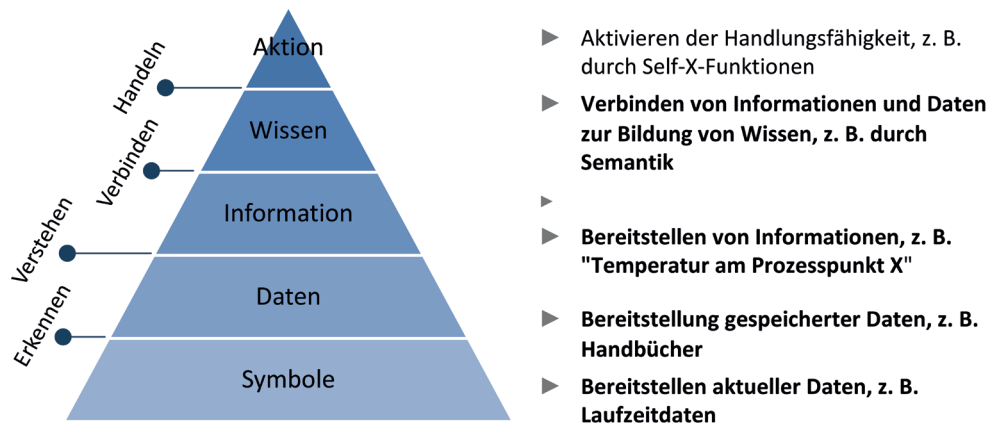 Aktion
Wissen
Information
Daten
Symbole
Handeln
Verbinden
Verstehen
Erkennen
Aktivieren der Handlungsfähigkeit, z. B.
durch Self-X-Funktionen
Verbinden von Informationen und Daten
zur Bildung von Wissen, z. B. durch
Semantik
Bereitstellen von Informationen, z. B.
"Temperatur am Prozesspunkt X"
Bereitstellung gespeicherter Daten, z. B.
Handbücher
Bereitstellen aktueller Daten, z. B.
Laufzeitdaten